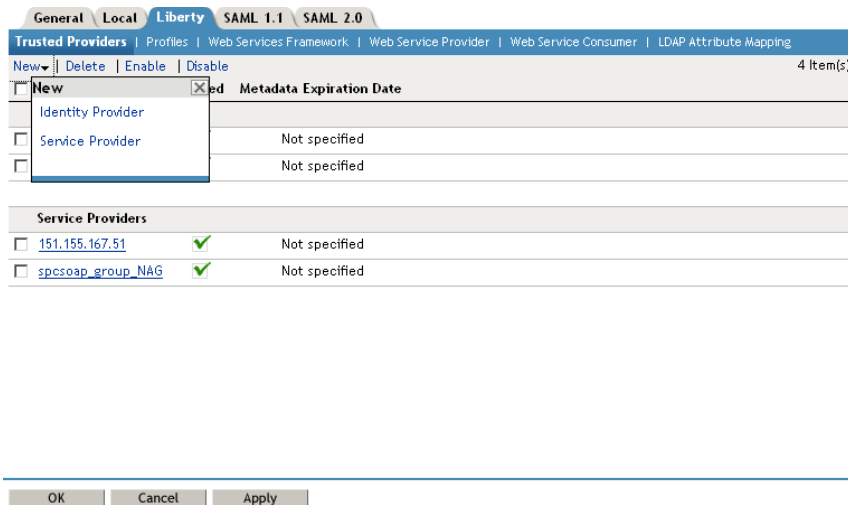 General Local Liberty SAML 1.1 SAML 2.0
Trusted Providers | Profiles | Web Services Framework | Web Service Provider | Web Service Consumer | LDAP Attribute Mapping
New | Delete | Enable | Disable 4 Item(s)
New ed Metadata Expiration Date
Identity Provider
Service Provider Not specified
Not specified
Service Providers
151.155.167.51 Not specified
spcsoap_group_NAG Not specified
OK Cancel Apply